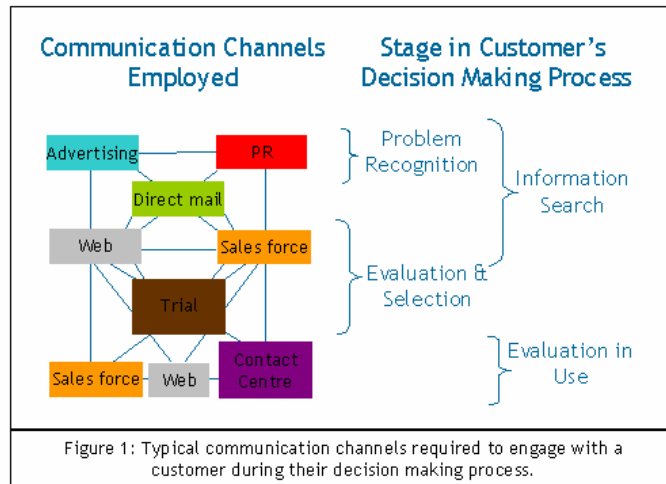 Communication Channels
Employed
Stage in Customer's
Decision Making Process
Advertising
PR
Direct mail
Web
Sales force
Trial
Sales force
Web
Contact
Centre
Problem
Recognition
Information
Search
Evaluation &
Selection
Evaluation in
Use
Figure 1: Typical communication channels required to engage with a
customer during their decision making process.